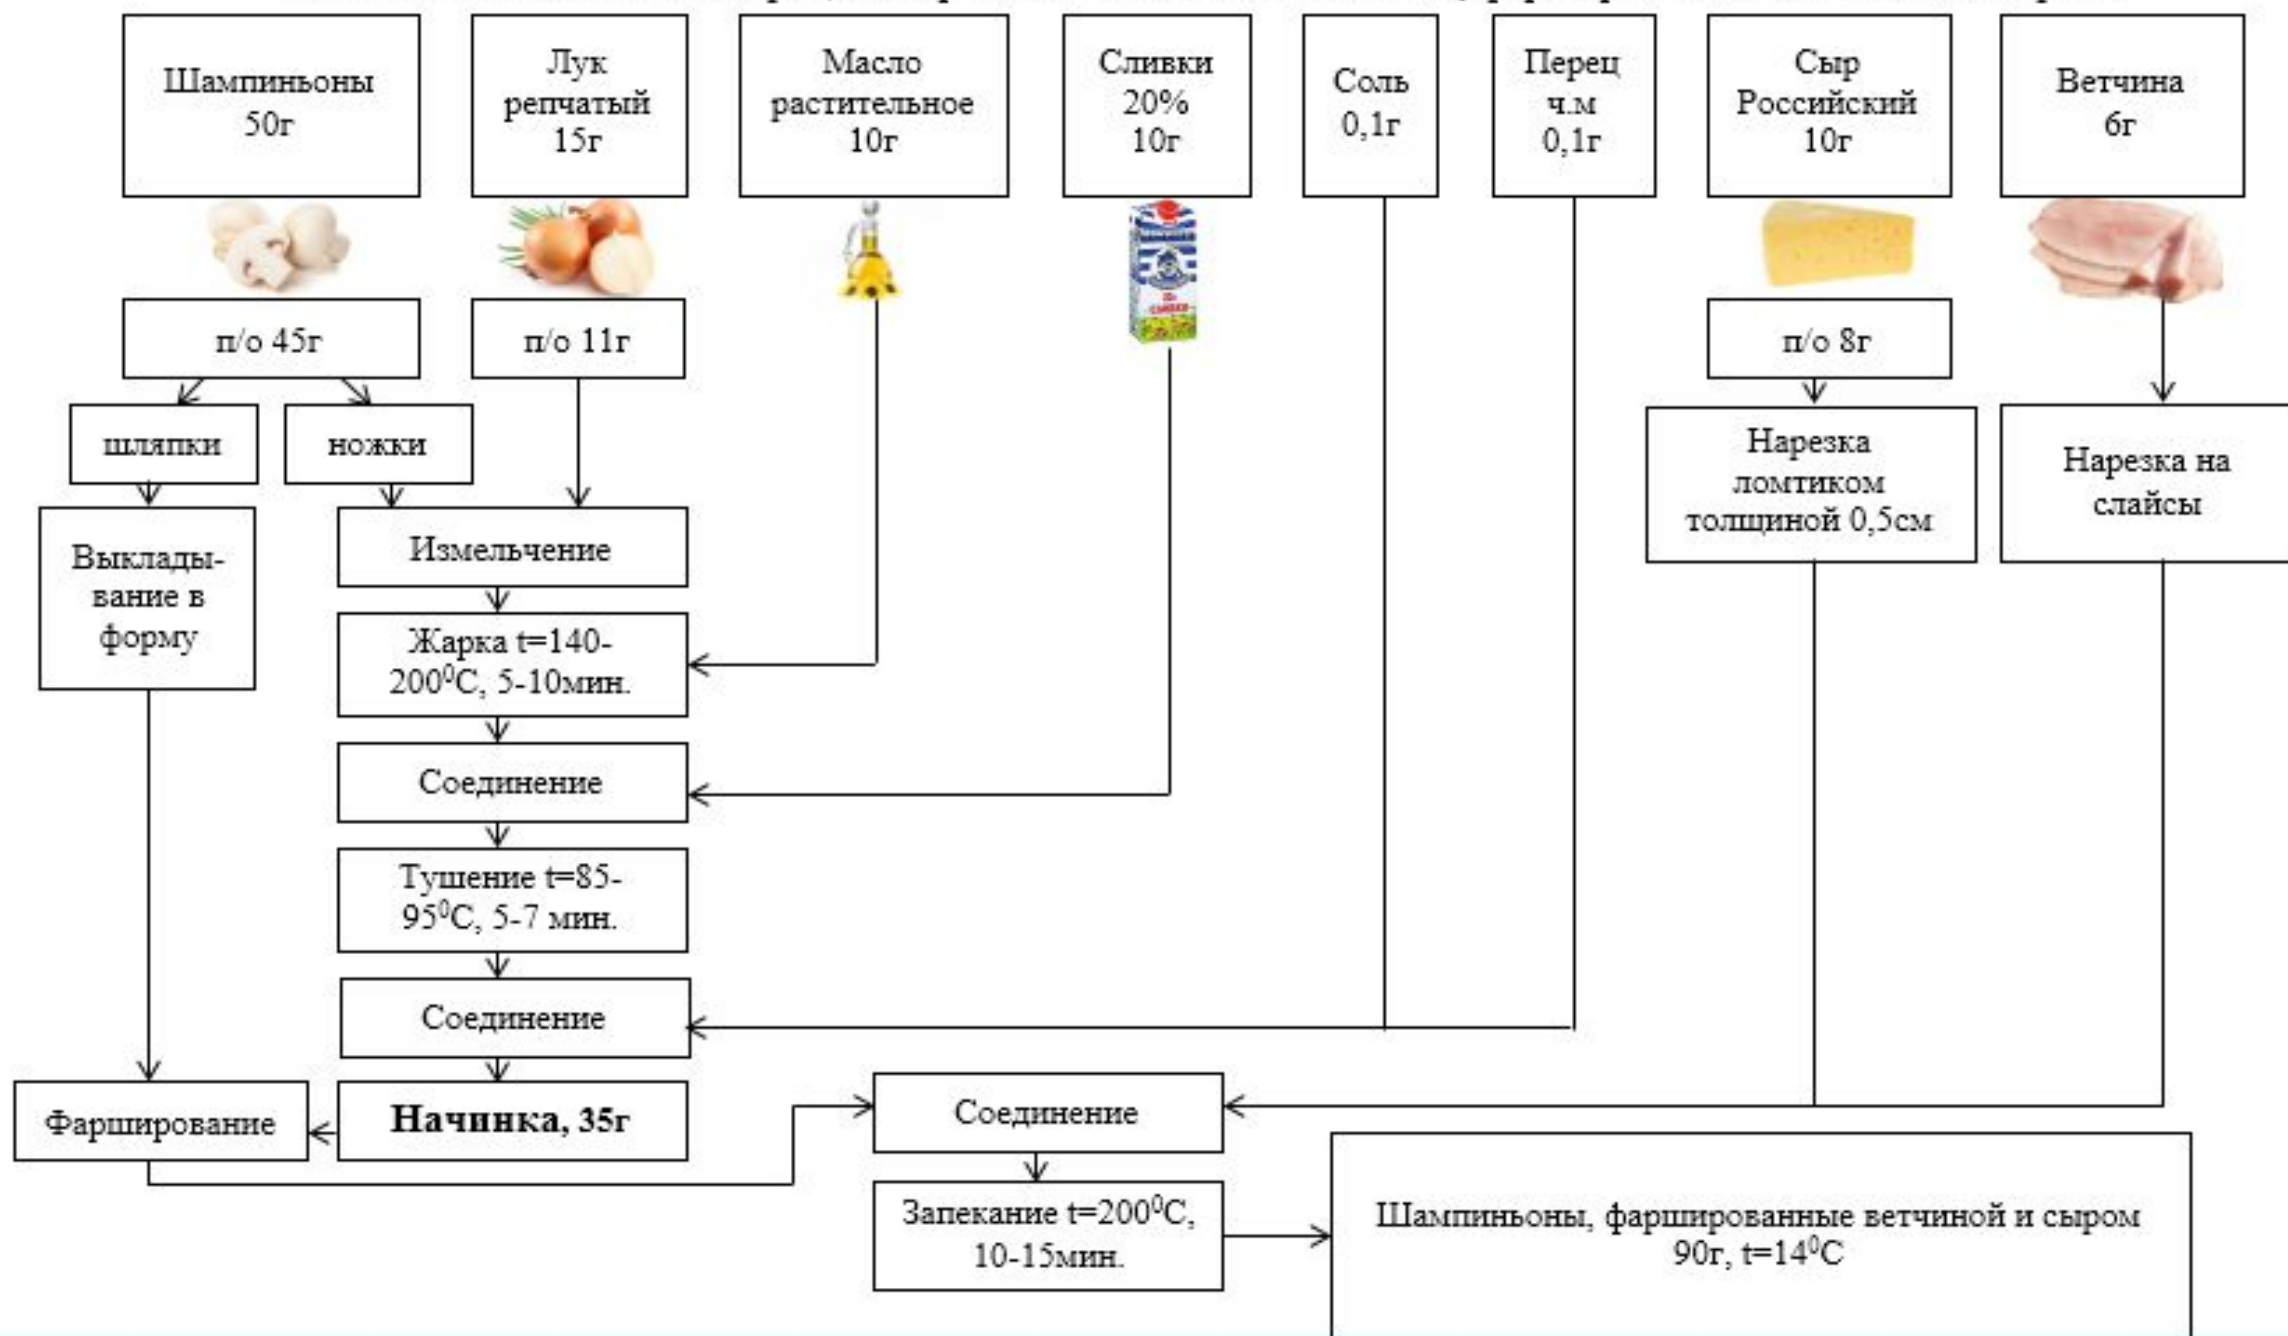 Шампиньоны
50г
Лук
репчатый
15г
Масло
растительное
10г
Сливки
20%
10г
Соль
0,1г
Перец
ч.м
0,1г
Сыр
Российский
10г
Ветчина
6г
п/о 45г
п/о 11г
п/о 8г
шляпки
ножки
Нарезка
ломтиком
толщиной 0,5см
Нарезка на
слайсы
Выклады-
вание в
форму
Измельчение
Жарка t=140-
200⁰С, 5-10мин.
Соединение
Тушение t=85-
95⁰С, 5-7 мин.
Соединение
Фарширование
Начинка, 35г
Соединение
Запекание t=200⁰С,
10-15мин.
Шампиньоны, фаршированные ветчиной и сыром
90г, t=14⁰С